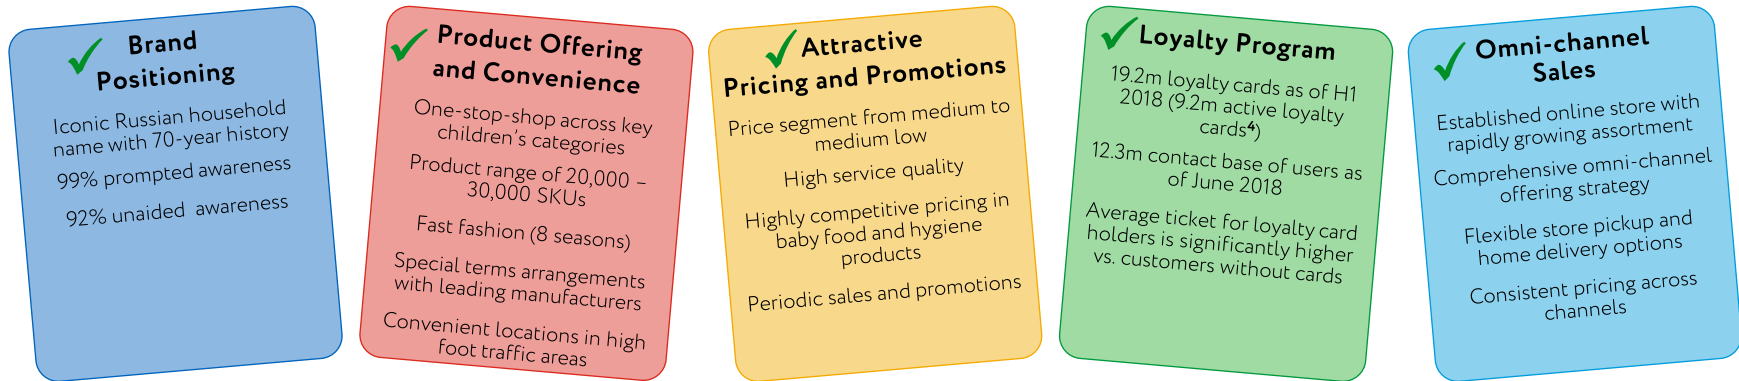 Brand
Positioning
Iconic Russian household
name with 70-year history
99% prompted awareness
92% unaided awareness
Product Offering
and Convenience
One-stop-shop across key
children's categories
Product range of 20,000 –
30,000 SKUs
Fast fashion (8 seasons)
Special terms arrangements
with leading manufacturers
Convenient locations in high
foot traffic areas
Attractive
Pricing and Promotions
Price segment from medium to
medium low
High service quality
Highly competitive pricing in
baby food and hygiene
products
Periodic sales and promotions
Loyalty Program
19.2m loyalty cards as of H1
2018 (9.2m active loyalty
cards⁴)
12.3m contact base of users as
of June 2018
Average ticket for loyalty card
holders is significantly higher
vs. customers without cards
Omni-channel
Sales
Established online store with
rapidly growing assortment
Comprehensive omni-channel
offering strategy
Flexible store pickup and
home delivery options
Consistent pricing across
channels